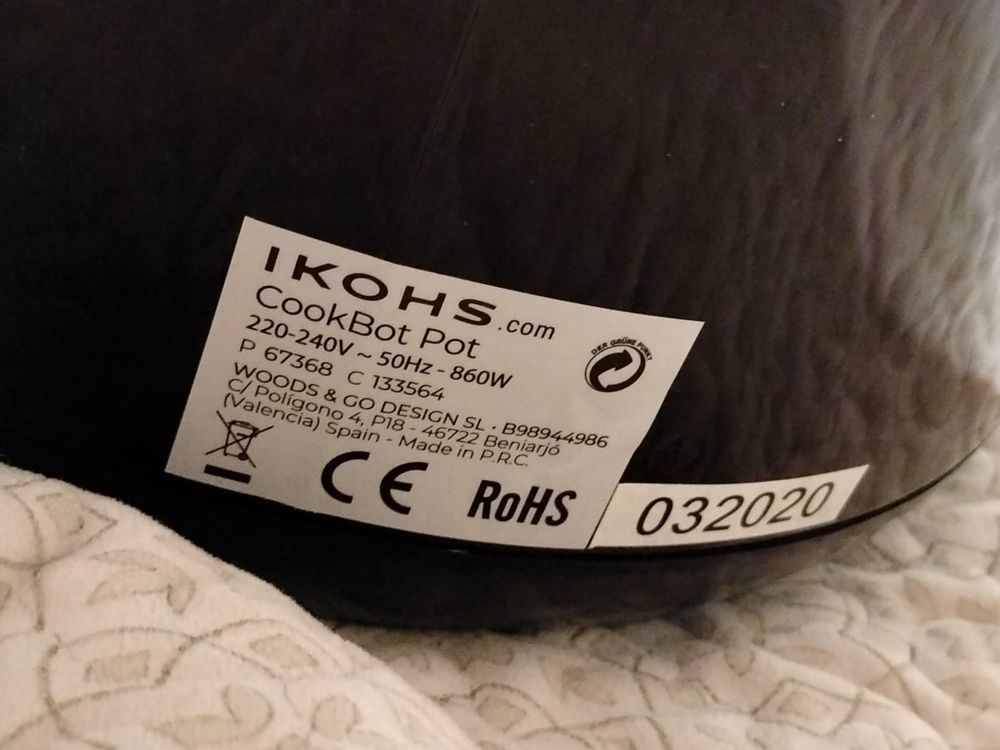 IKOHS.com
CookBot Pot
220-240V ~ 50Hz - 860W
P 67368 C 133564
WOODS & GO DESIGN SL · B98944986
C/ Polígono 4, P18 - 46722 Beniarjó
(Valencia) Spain - Made in P.R.C.
DER GRÜNE PUNKT
CE RoHS
032020